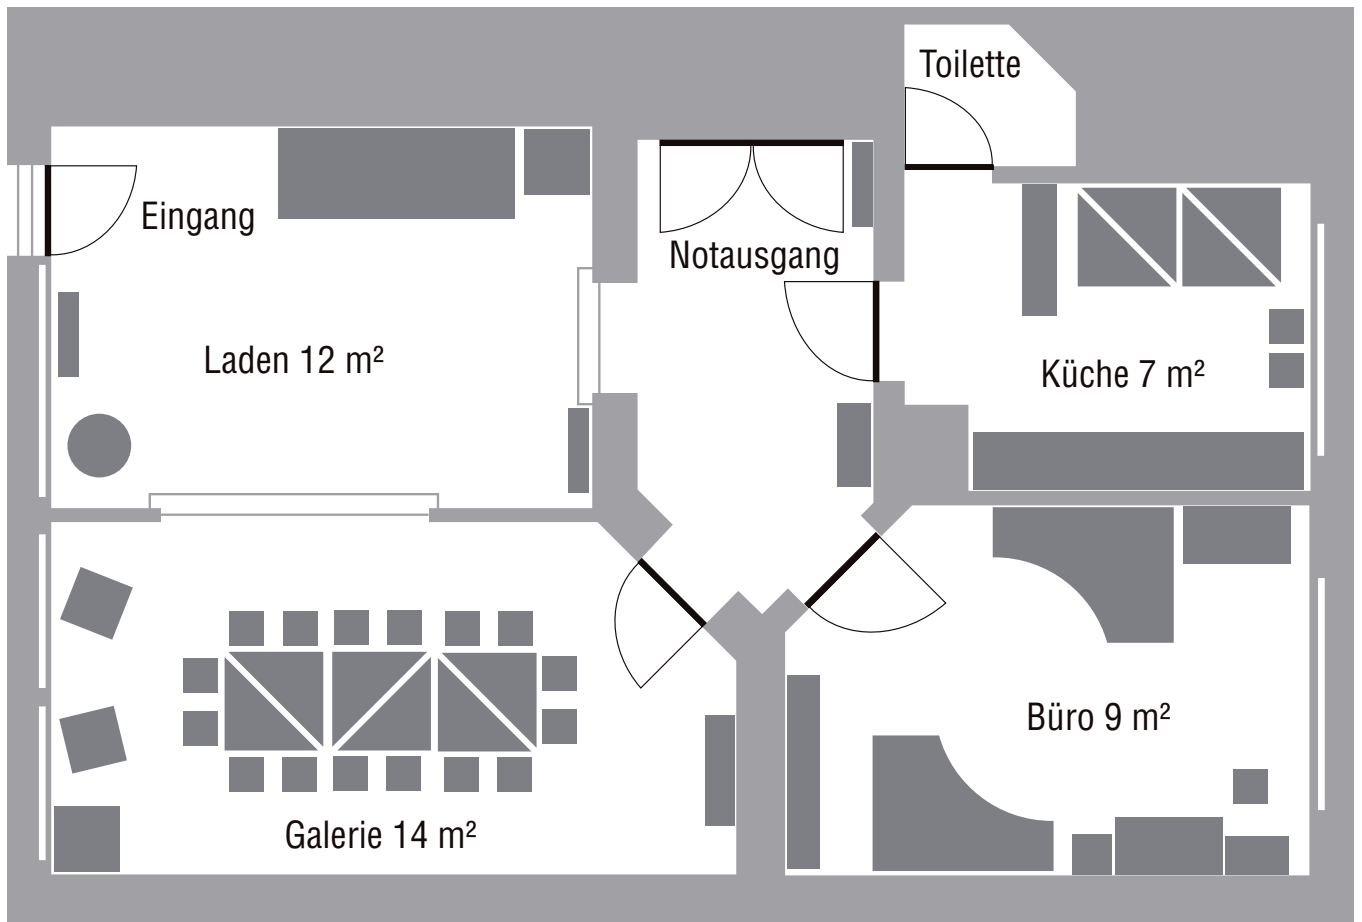 Toilette
Eingang
Notausgang
Laden 12 m²
Küche 7 m²
Büro 9 m²
Galerie 14 m²